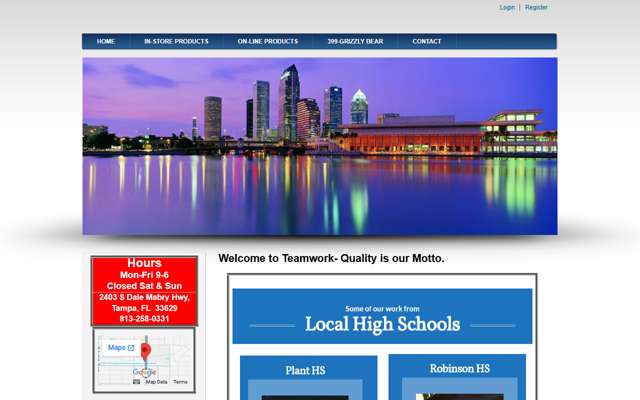 Login | Register
HOME IN-STORE PRODUCTS ON-LINE PRODUCTS 399-GRIZZLY BEAR CONTACT
Welcome to Teamwork- Quality is our Motto.
Hours
Mon-Fri 9-6
Closed Sat & Sun
2403 S Dale Mabry Hwy,
Tampa, FL 33629
813-258-0331
Maps
Google Map Data Terms
Some of our work from
Local High Schools
Plant HS
Robinson HS